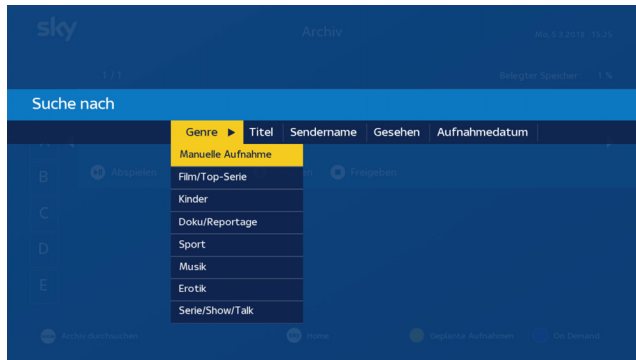 sky Archiv Mo, 5.3.2018 15:25
1 / 1 Belegter Speicher: 1 %
Suche nach
Genre Titel Sendername Gesehen Aufnahmedatum
Manuelle Aufnahme
B Abspielen Freigeben
Film/Top-Serie
Kinder
C
Doku/Reportage
D Sport
Musik
E Erotik
Serie/Show/Talk
Archiv durchsuchen Home Geplante Aufnahmen On Demand